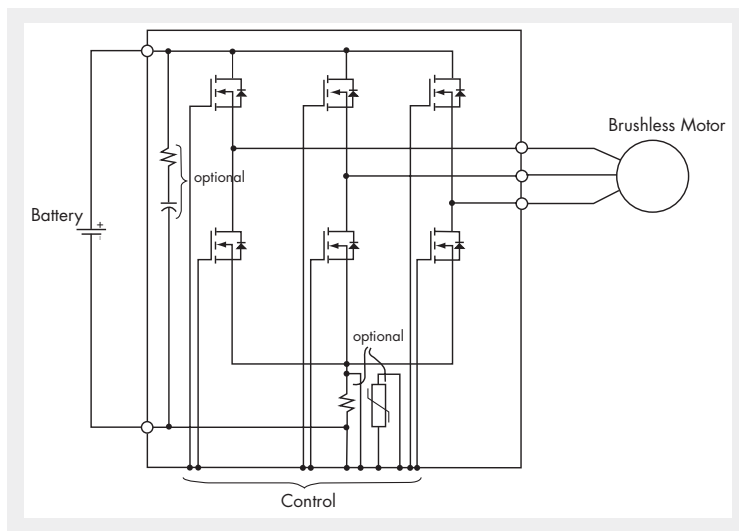 Brushless Motor
optional
Battery
+
optional
Control